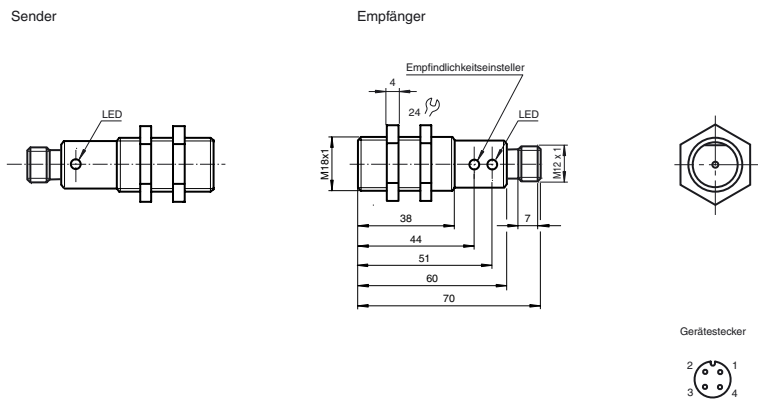 Sender
Empfänger
Empfindlichkeitseinsteller
4
LED
24
LED
M18x1
M12 x 1
38
7
44
51
60
70
Gerätestecker
2
1
3
4